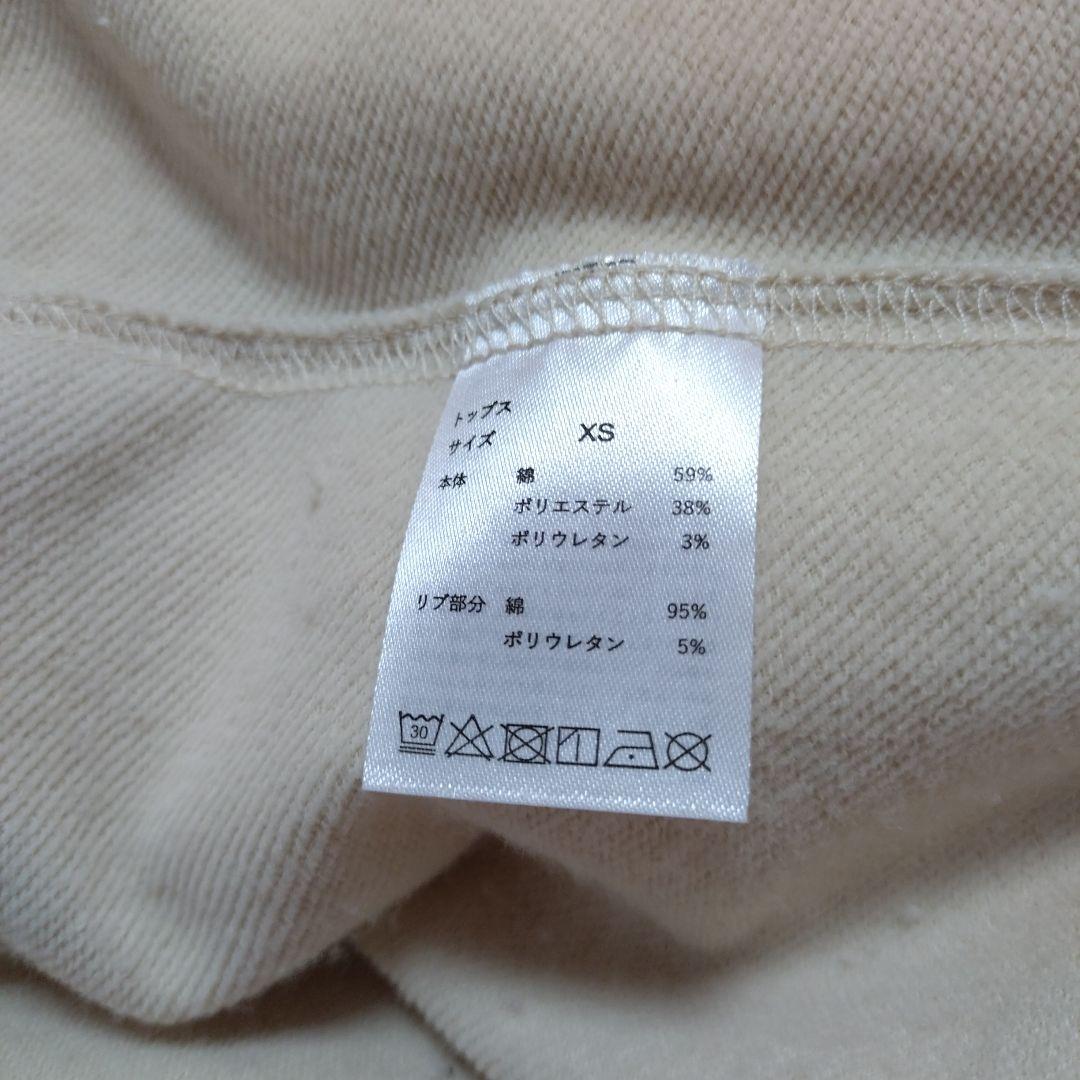 トップス
サイズ XS
本体 綿 59%
ポリエステル 38%
ポリウレタン 3%
リブ部分 綿 95%
ポリウレタン 5%
30